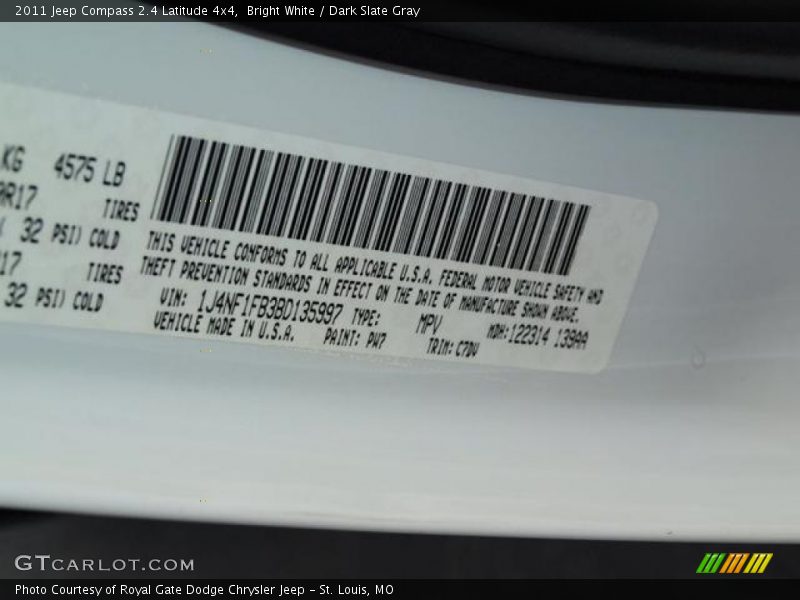 2011 Jeep Compass 2.4 Latitude 4x4, Bright White / Dark Slate Gray
KG 4575 LB
R17 TIRES
32 PSI) COLD
17 TIRES
32 PSI) COLD
THIS VEHICLE CONFORMS TO ALL APPLICABLE U.S.A. FEDERAL MOTOR VEHICLE SAFETY AND
THEFT PREVENTION STANDARDS IN EFFECT ON THE DATE OF MANUFACTURE SHOWN ABOVE.
VIN: 1J4NF1FB3BD135997 TYPE: MPV MDH: 122314 139AA
VEHICLE MADE IN U.S.A. PAINT: PW7 TRIM: C7DV
GTCARLOT.COM
Photo Courtesy of Royal Gate Dodge Chrysler Jeep - St. Louis, MO